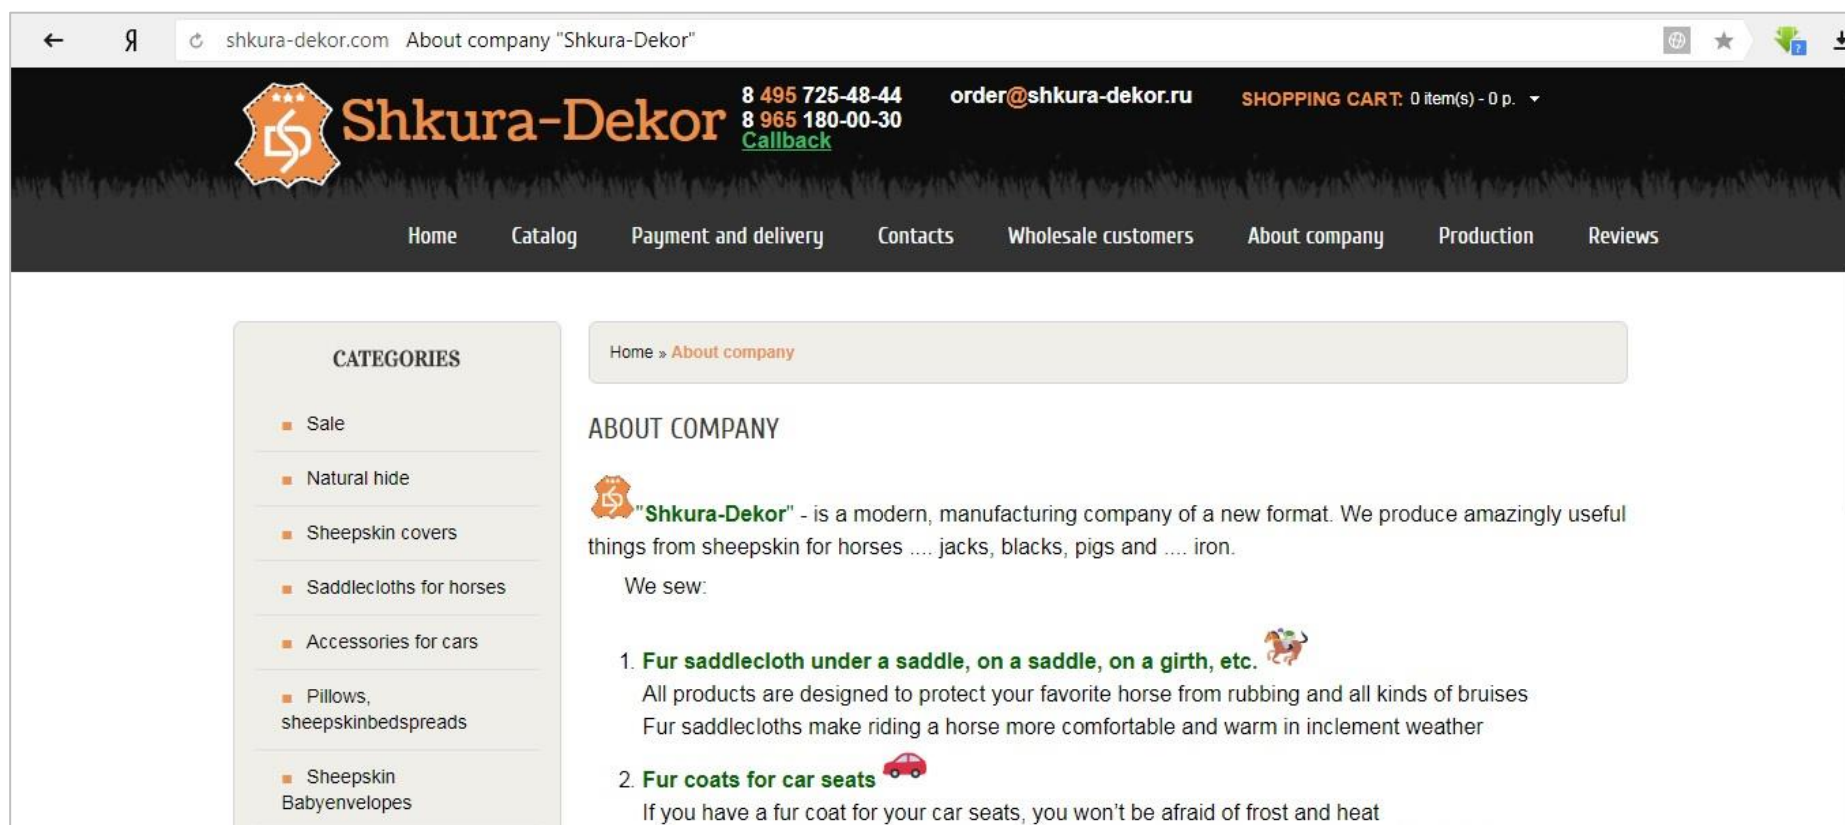 Я shkura-dekor.com About company "Shkura-Dekor"
Shkura-Dekor
8 495 725-48-44
8 965 180-00-30
Callback
order@shkura-dekor.ru
SHOPPING CART: 0 item(s) - 0 р.
Home Catalog Payment and delivery Contacts Wholesale customers About company Production Reviews
CATEGORIES
Sale
Natural hide
Sheepskin covers
Saddlecloths for horses
Accessories for cars
Pillows,
sheepskinbedspreads
Sheepskin
Babyenvelopes
Home » About company
ABOUT COMPANY
"Shkura-Dekor" - is a modern, manufacturing company of a new format. We produce amazingly useful
things from sheepskin for horses .... jacks, blacks, pigs and .... iron.
We sew:
1. Fur saddlecloth under a saddle, on a saddle, on a girth, etc.
All products are designed to protect your favorite horse from rubbing and all kinds of bruises
Fur saddlecloths make riding a horse more comfortable and warm in inclement weather
2. Fur coats for car seats
If you have a fur coat for your car seats, you won't be afraid of frost and heat